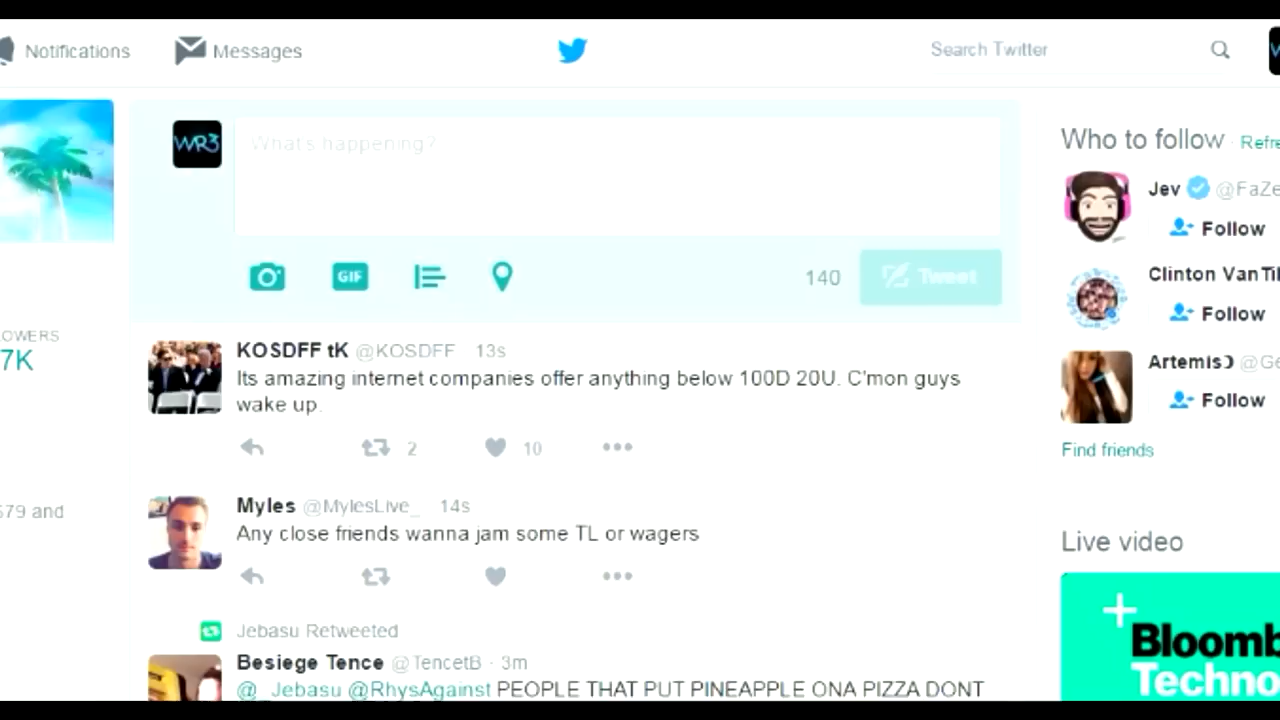 Notifications
Messages
Search Twitter
WR3
What's happening?
GIF
140
Tweet
OWERS
7K
579 and
KOSDFF tK @KOSDFF 13s
Its amazing internet companies offer anything below 100D 20U. C'mon guys
wake up.
2
10
Myles @MylesLive_ 14s
Any close friends wanna jam some TL or wagers
Jebasu Retweeted
Besiege Tence @TencetB · 3m
@_Jebasu @RhysAgainst PEOPLE THAT PUT PINEAPPLE ONA PIZZA DONT
Who to follow · Refre
Jev @FaZe
Follow
Clinton VanTil
Follow
Artemis @Ge
Follow
Find friends
Live video
Bloomb
Techno